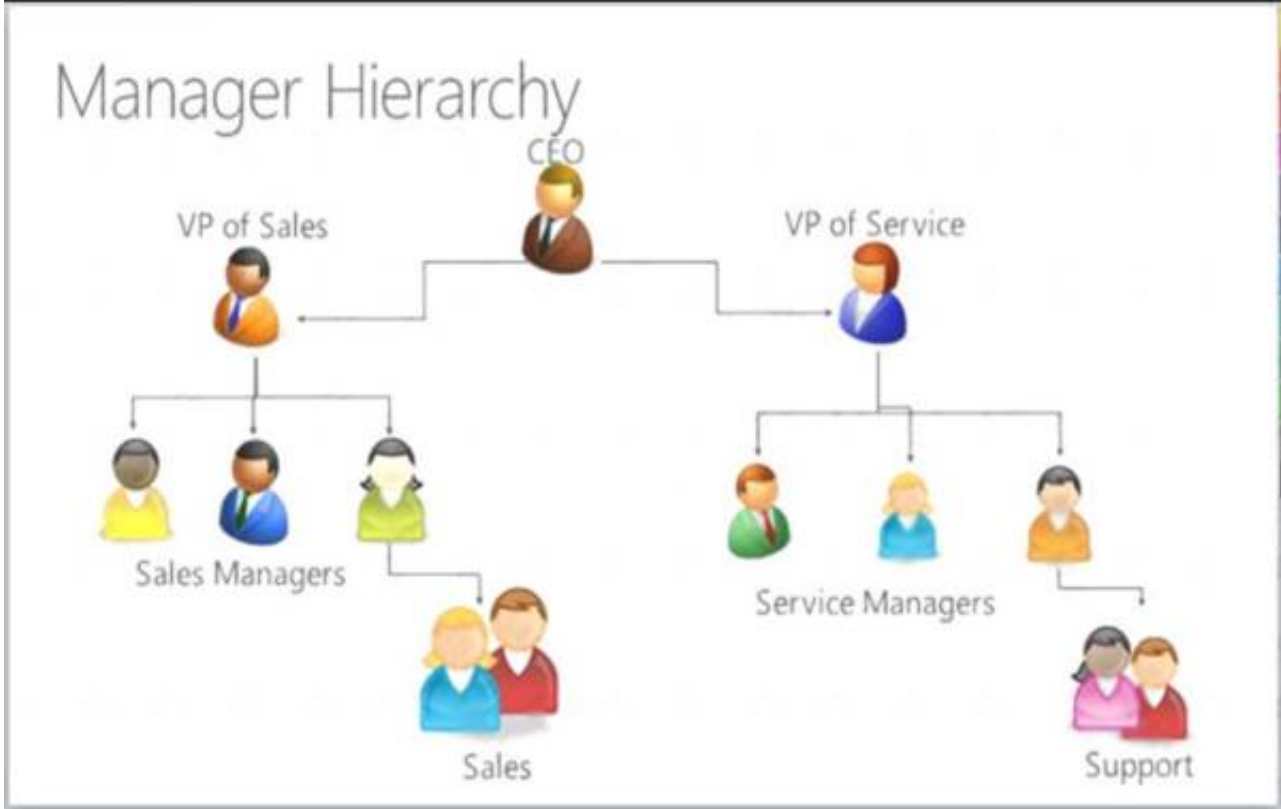 Manager Hierarchy
CEO
VP of Sales
VP of Service
Sales Managers
Service Managers
Sales
Support